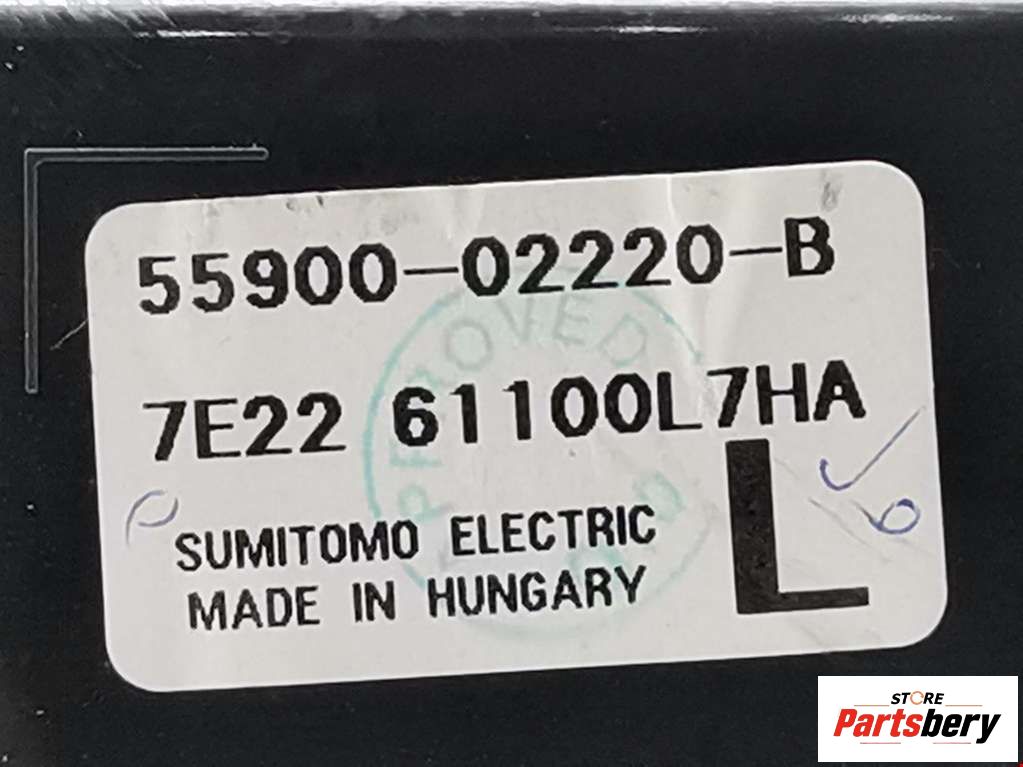 55900-02220-B
7E22 61100L7HA
L
SUMITOMO ELECTRIC
MADE IN HUNGARY
STORE
Partsbery